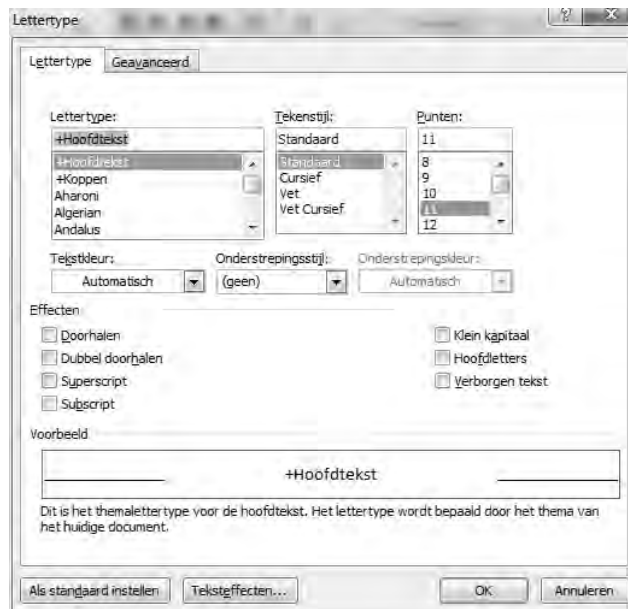 Lettertype
Lettertype Geavanceerd
Lettertype: Tekenstijl: Punten:
+Hoofdtekst Standaard 11
+Hoofdtekst Standaard 8
+Koppen Cursief 9
Aharoni Vet 10
Algerian Vet Cursief 11
Andalus 12
Tekstkleur: Onderstrepingsstijl: Onderstrepingskleur:
Automatisch (geen) Automatisch
Effecten
Doorhalen Klein kapitaal
Dubbel doorhalen Hoofdletters
Superscript Verborgen tekst
Subscript
Voorbeeld
+Hoofdtekst
Dit is het themalettertype voor de hoofdtekst. Het lettertype wordt bepaald door het thema van
het huidige document.
Als standaard instellen Teksteffecten... OK Annuleren